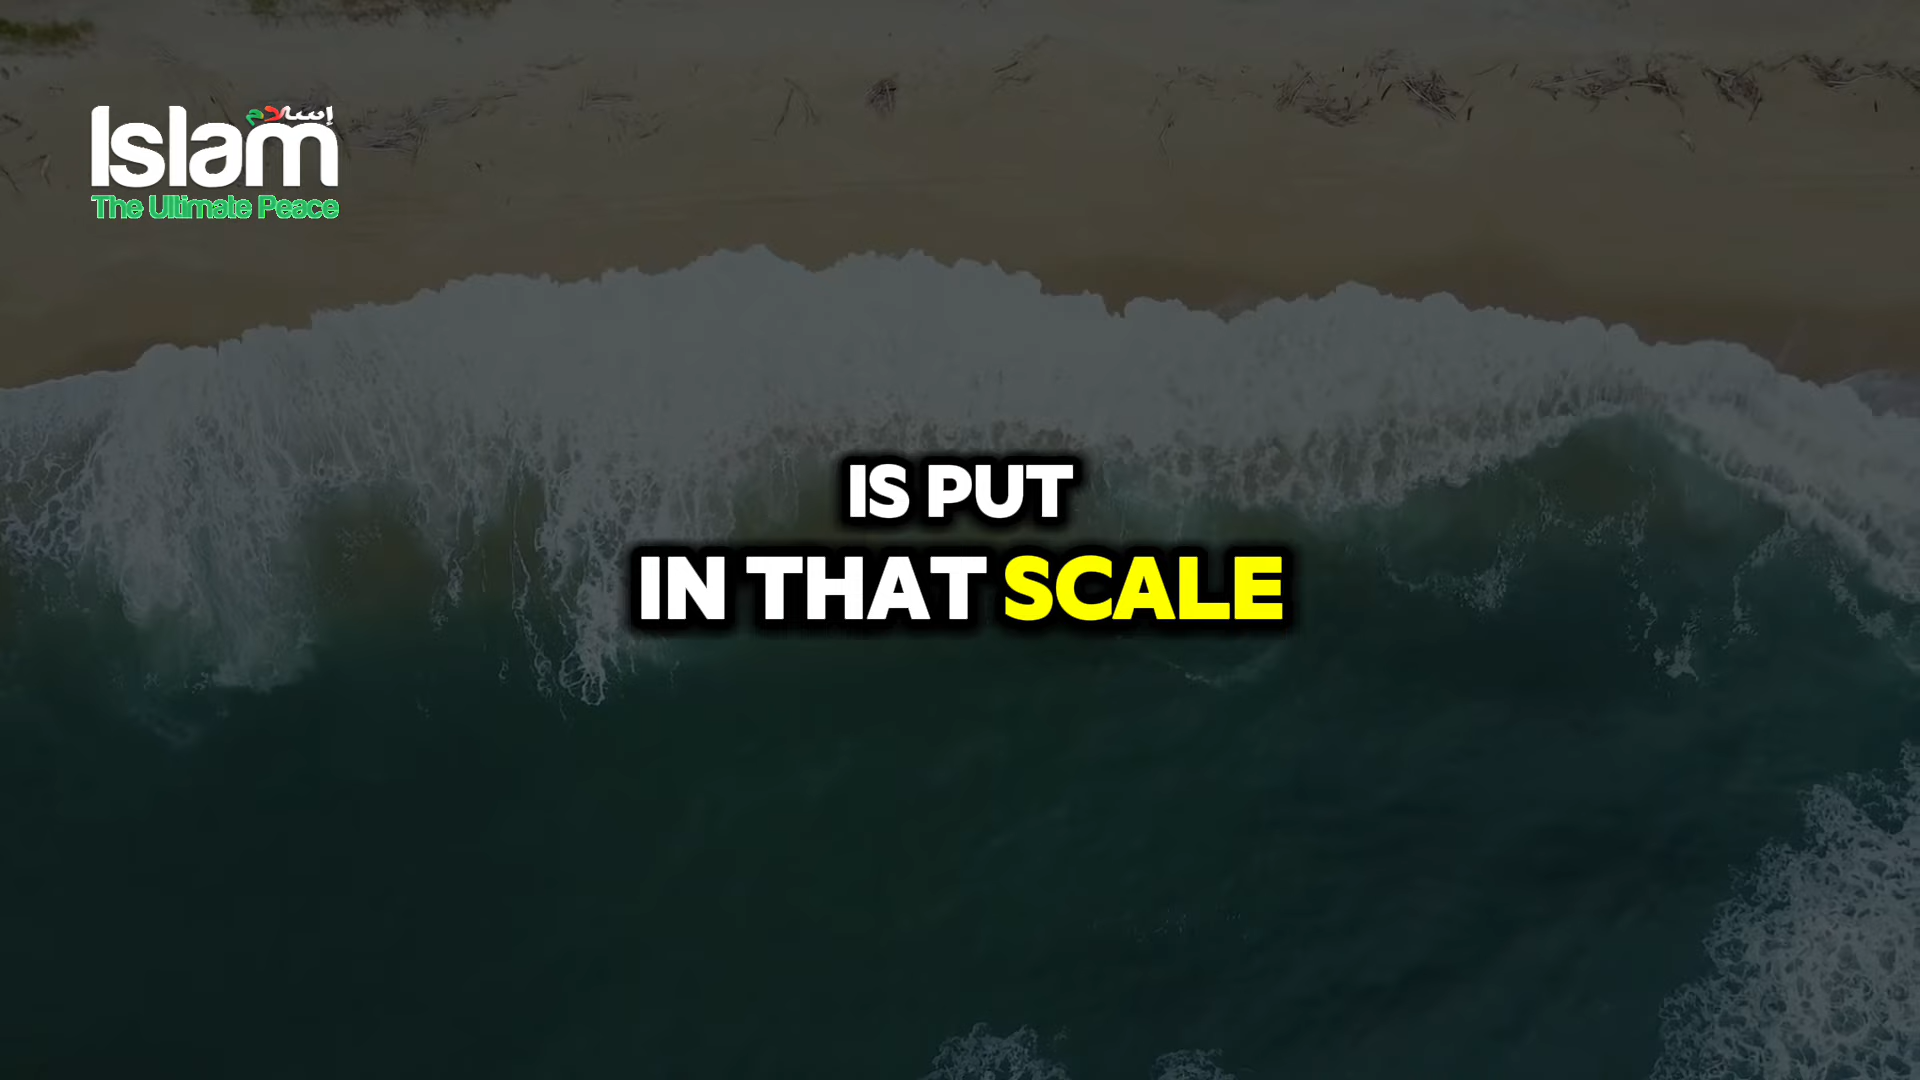 إسلام
Islam
The Ultimate Peace
IS PUT
IN THAT SCALE